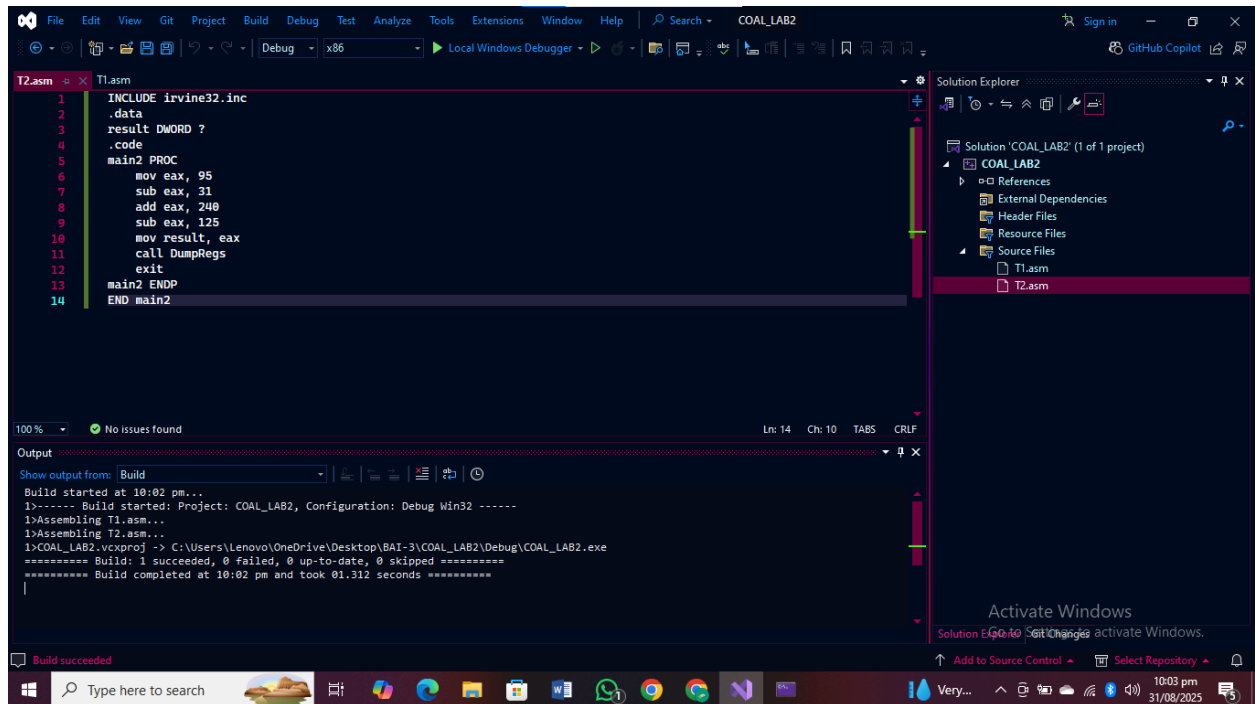 File Edit View Git Project Build Debug Test Analyze Tools Extensions Window Help Search COAL_LAB2 Sign in
Debug x86 Local Windows Debugger GitHub Copilot
T2.asm T1.asm
1 INCLUDE irvine32.inc
2 .data
3 result DWORD ?
4 .code
5 main2 PROC
6 mov eax, 95
7 sub eax, 31
8 add eax, 240
9 sub eax, 125
10 mov result, eax
11 call DumpRegs
12 exit
13 main2 ENDP
14 END main2
100 % No issues found Ln: 14 Ch: 10 TABS CRLF
Output
Show output from: Build
Build started at 10:02 pm...
1>------ Build started: Project: COAL_LAB2, Configuration: Debug Win32 ------
1>Assembling T1.asm...
1>Assembling T2.asm...
1>COAL_LAB2.vcxproj -> C:\Users\Lenovo\OneDrive\Desktop\BAI-3\COAL_LAB2\Debug\COAL_LAB2.exe
========== Build: 1 succeeded, 0 failed, 0 up-to-date, 0 skipped ==========
========== Build completed at 10:02 pm and took 01.312 seconds ==========
Solution Explorer
Solution 'COAL_LAB2' (1 of 1 project)
COAL_LAB2
References
External Dependencies
Header Files
Resource Files
Source Files
T1.asm
T2.asm
Activate Windows
Go to Settings to activate Windows.
Solution Explorer Git Changes
Build succeeded Add to Source Control Select Repository
Type here to search Very... 10:03 pm
31/08/2025